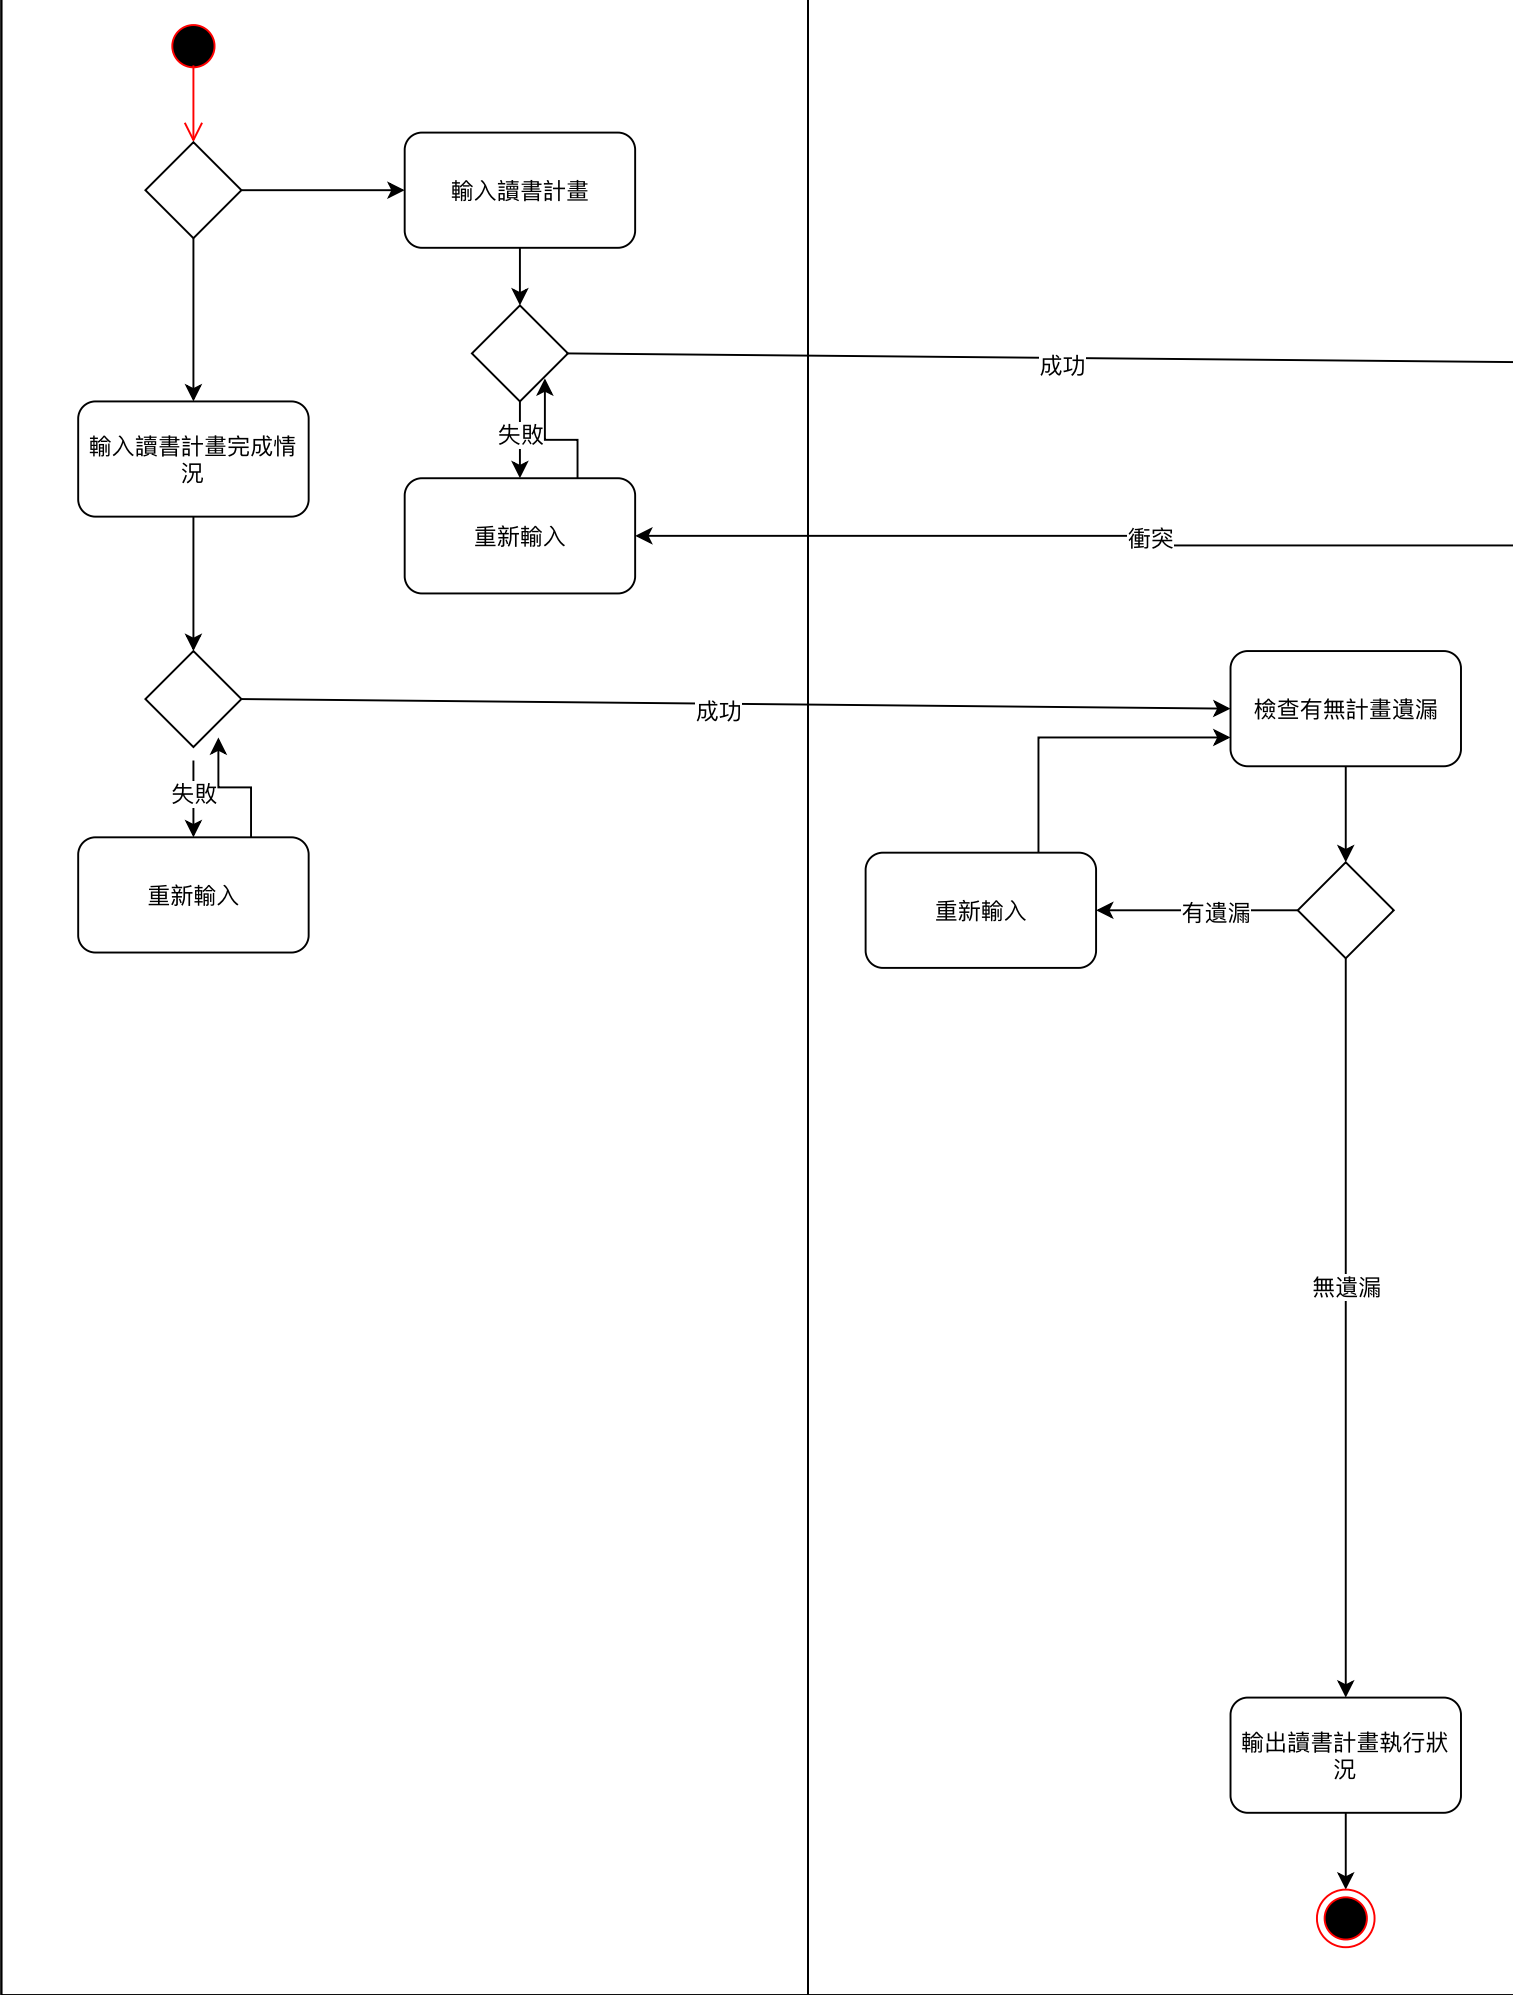 輸入讀書計畫
成功
輸入讀書計畫完成情
況
失敗
重新輸入
衝突
成功
檢查有無計畫遺漏
失敗
重新輸入
重新輸入
有遺漏
無遺漏
輸出讀書計畫執行狀
況